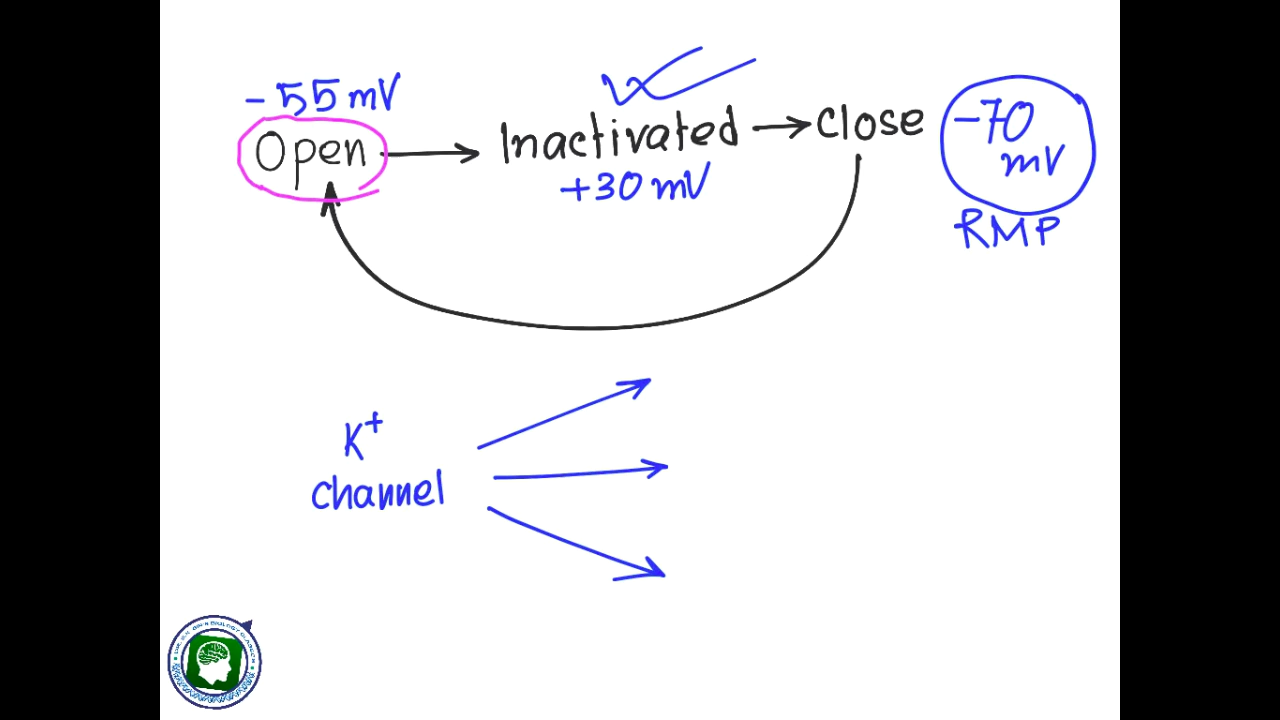 -55 mV
Open → Inactivated → Close
+30 mV
-70
mV
RMP
K+
channel